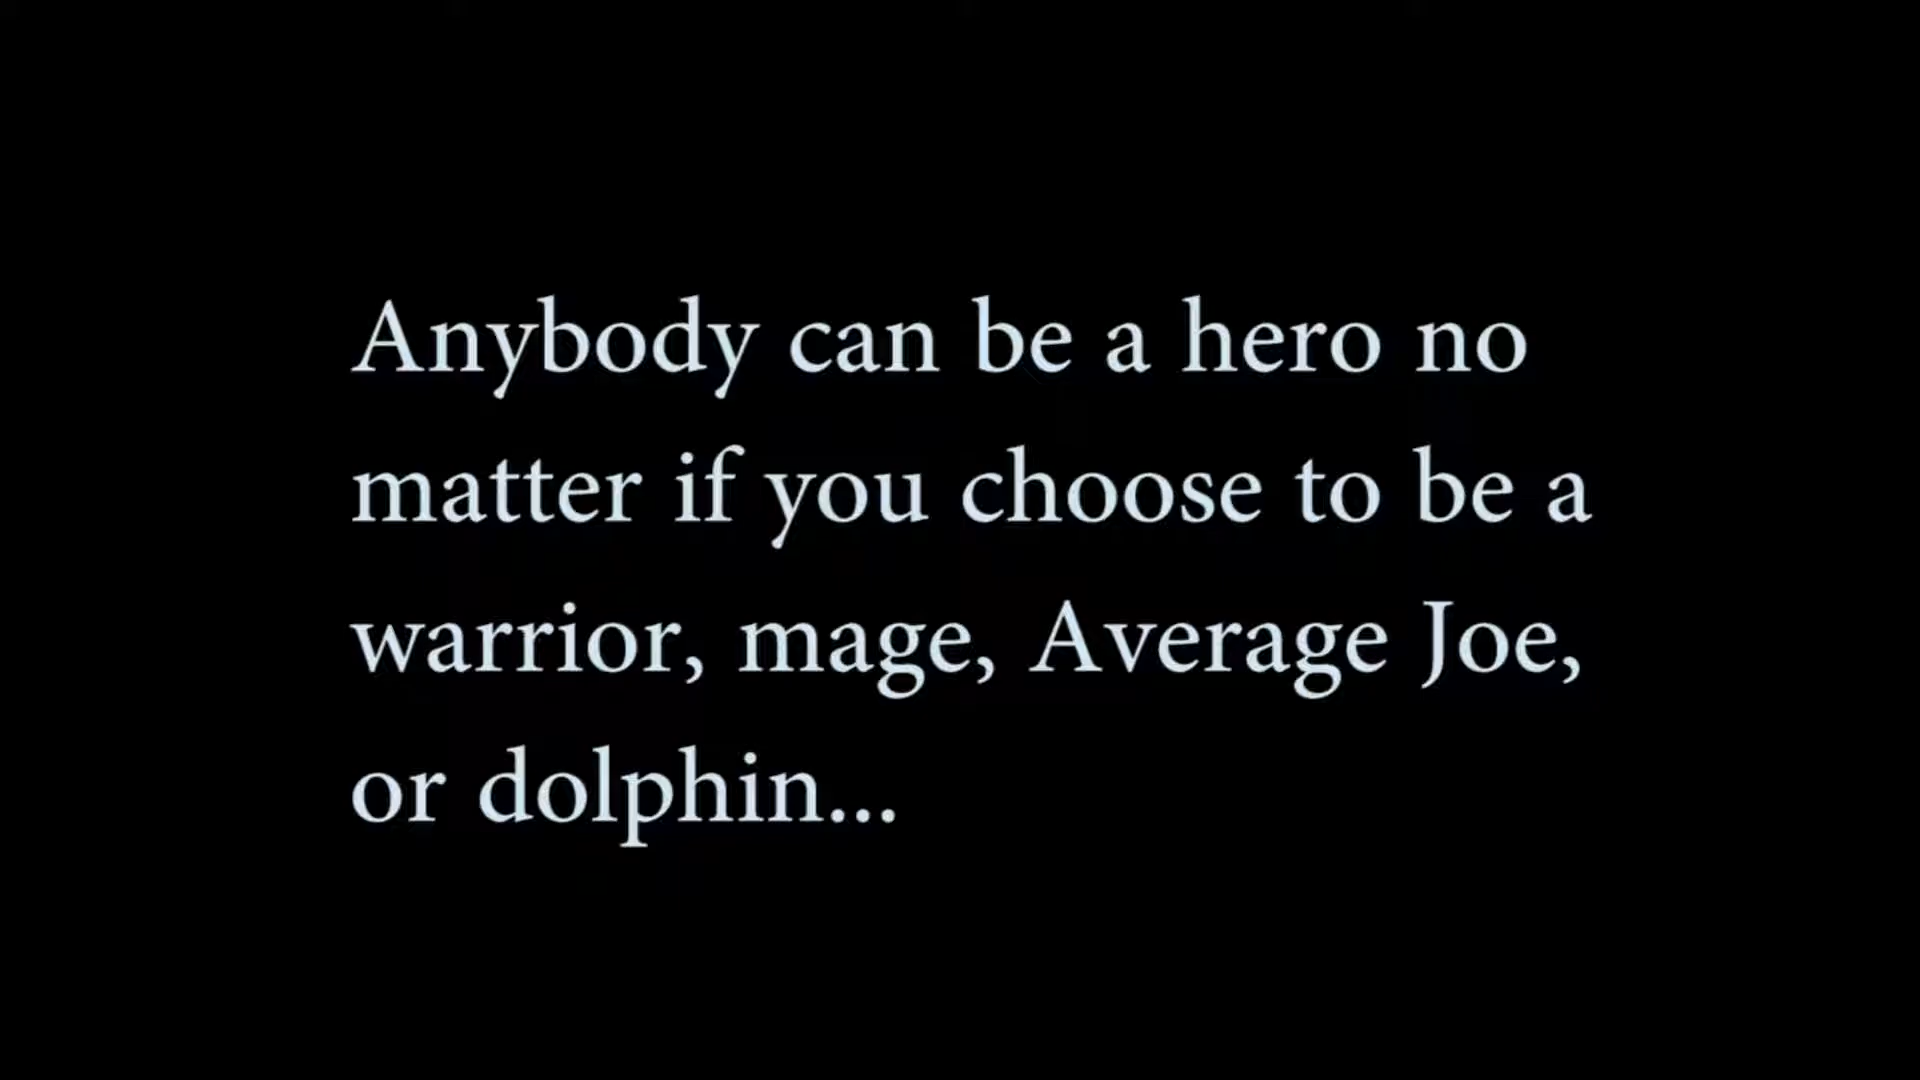 Anybody can be a hero no
matter if you choose to be a
warrior, mage, Average Joe,
or dolphin...